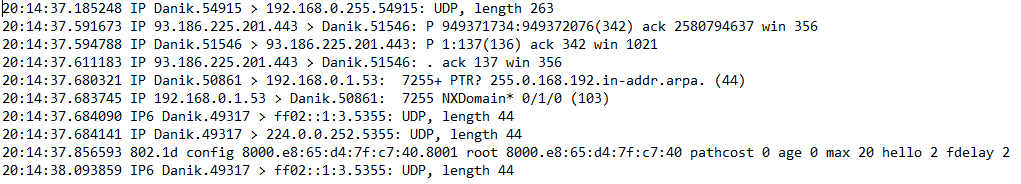 20:14:37.185248 IP Danik.54915 > 192.168.0.255.54915: UDP, length 263
20:14:37.591673 IP 93.186.225.201.443 > Danik.51546: P 949371734:949372076(342) ack 2580794637 win 356
20:14:37.594788 IP Danik.51546 > 93.186.225.201.443: P 1:137(136) ack 342 win 1021
20:14:37.611183 IP 93.186.225.201.443 > Danik.51546: . ack 137 win 356
20:14:37.680321 IP Danik.50861 > 192.168.0.1.53:  7255+ PTR? 255.0.168.192.in-addr.arpa. (44)
20:14:37.683745 IP 192.168.0.1.53 > Danik.50861:  7255 NXDomain* 0/1/0 (103)
20:14:37.684090 IP6 Danik.49317 > ff02::1:3.5355: UDP, length 44
20:14:37.684141 IP Danik.49317 > 224.0.0.252.5355: UDP, length 44
20:14:37.856593 802.1d config 8000.e8:65:d4:7f:c7:40.8001 root 8000.e8:65:d4:7f:c7:40 pathcost 0 age 0 max 20 hello 2 fdelay 2
20:14:38.093859 IP6 Danik.49317 > ff02::1:3.5355: UDP, length 44